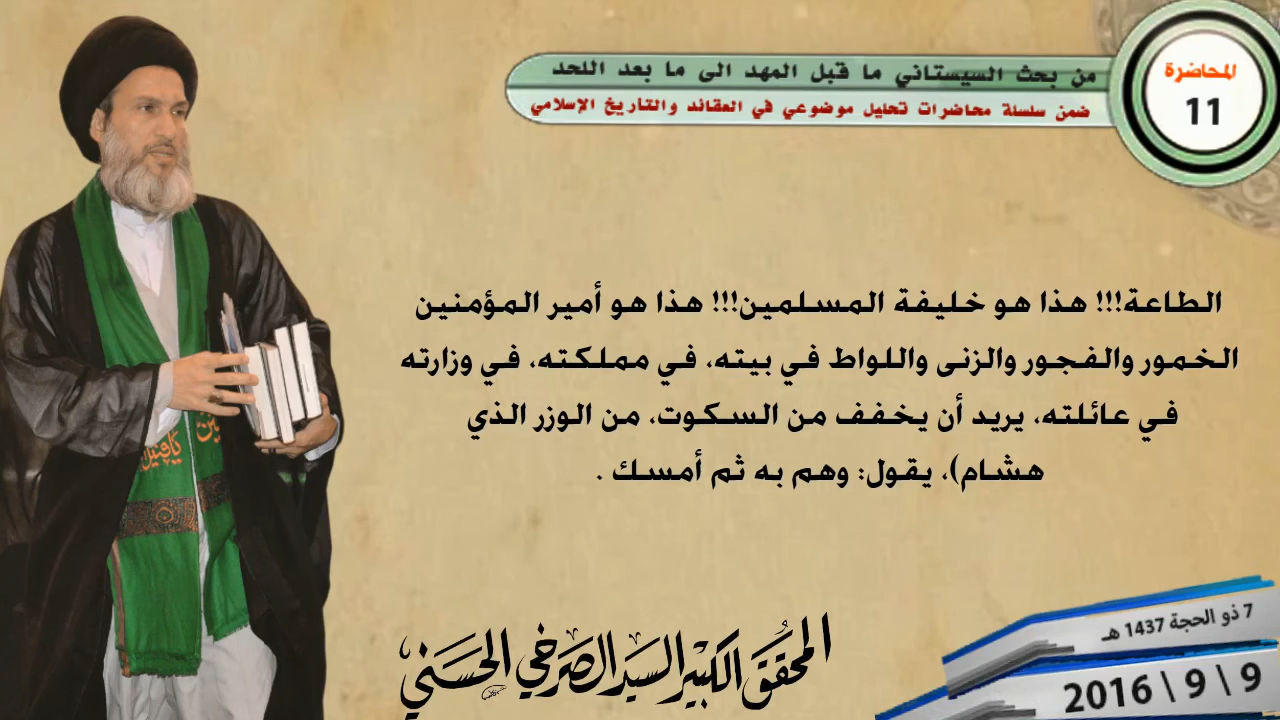 المحاضرة
11
من بحث السيستاني ما قبل المهد الى ما بعد اللحد
ضمن سلسلة محاضرات تحليل موضوعي في العقائد والتاريخ الإسلامي
الطاعة!!! هذا هو خليفة المسلمين!!! هذا هو أمير المؤمنين
الخمور والفجور والزنى واللواط في بيته، في مملكته، في وزارته
في عائلته، يريد أن يخفف من السكوت، من الوزر الذي
هشام)، يقول: وهم به ثم أمسك .
المحقق الكبير السيد الصرخي الحسني
7 ذو الحجة 1437 هـ
9 \ 9 \ 2016